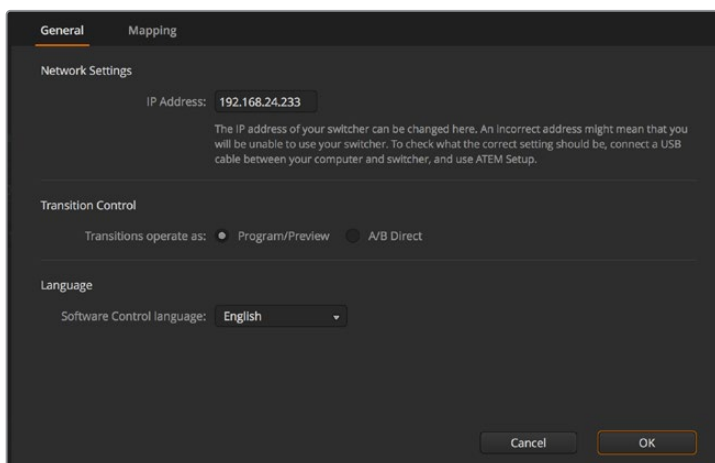 General Mapping
Network Settings
IP Address: 192.168.24.233
The IP address of your switcher can be changed here. An incorrect address might mean that you
will be unable to use your switcher. To check what the correct setting should be, connect a USB
cable between your computer and switcher, and use ATEM Setup.
Transition Control
Transitions operate as: Program/Preview A/B Direct
Language
Software Control language: English
Cancel OK